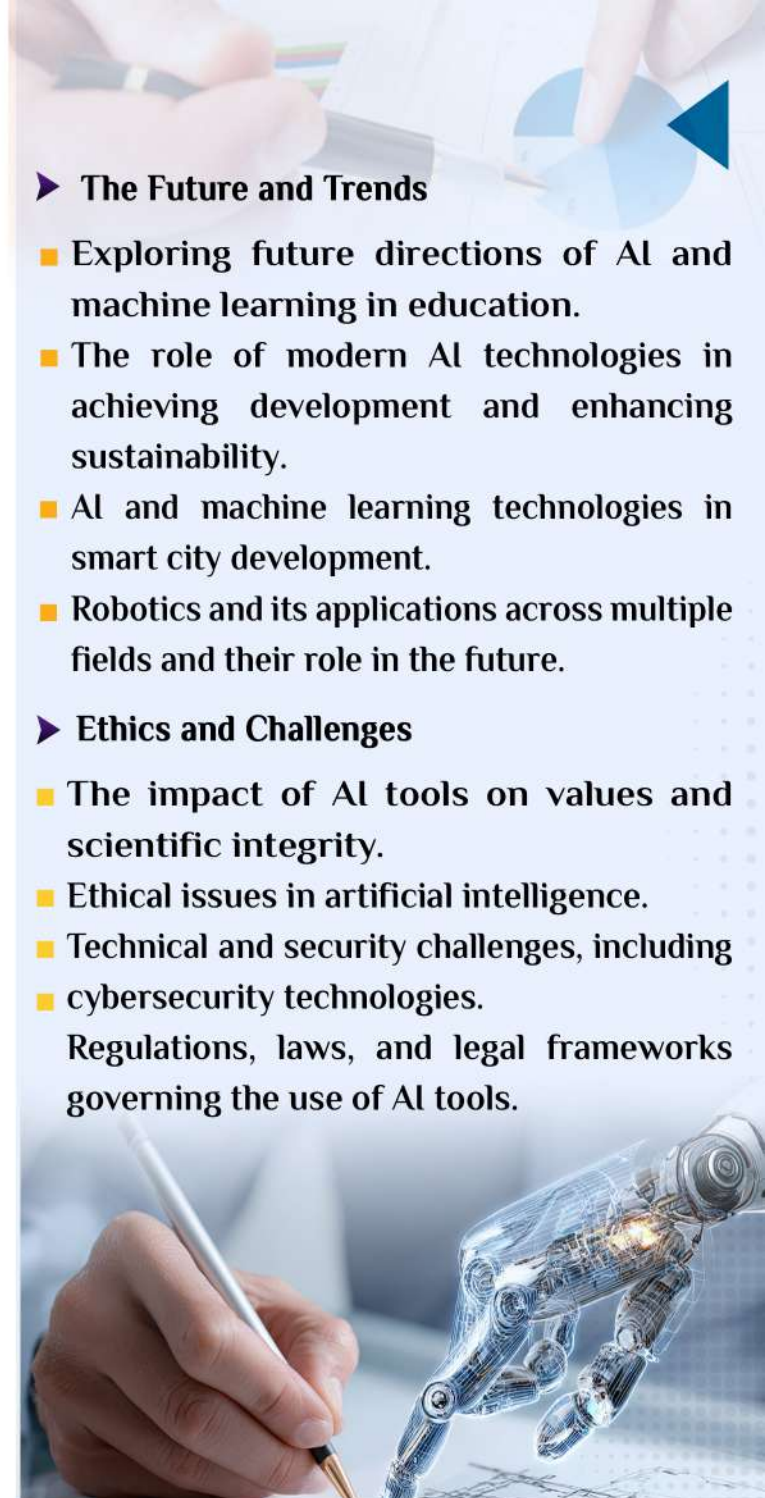 The Future and Trends
Exploring future directions of AI and
machine learning in education.
The role of modern AI technologies in
achieving development and enhancing
sustainability.
AI and machine learning technologies in
smart city development.
Robotics and its applications across multiple
fields and their role in the future.
Ethics and Challenges
The impact of AI tools on values and
scientific integrity.
Ethical issues in artificial intelligence.
Technical and security challenges, including
cybersecurity technologies.
Regulations, laws, and legal frameworks
governing the use of AI tools.